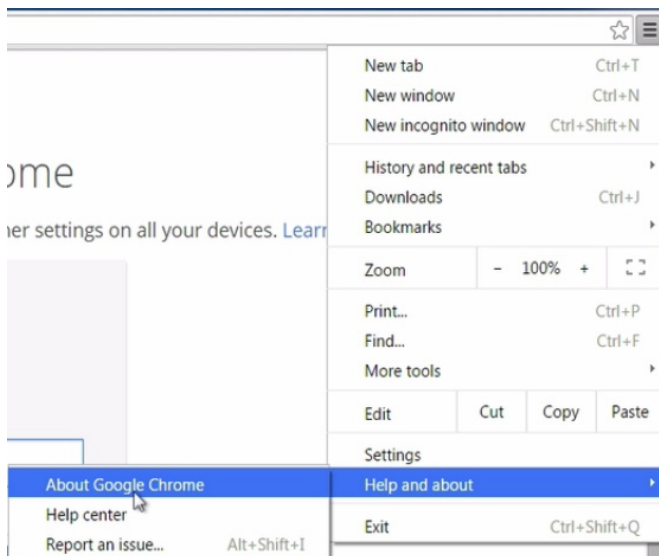 New tab Ctrl+T
New window Ctrl+N
New incognito window Ctrl+Shift+N
History and recent tabs
Downloads Ctrl+J
Bookmarks
Zoom - 100% +
Print... Ctrl+P
Find... Ctrl+F
More tools
Edit Cut Copy Paste
Settings
Help and about
Exit Ctrl+Shift+Q
ome
ner settings on all your devices. Learn
About Google Chrome
Help center
Report an issue... Alt+Shift+I